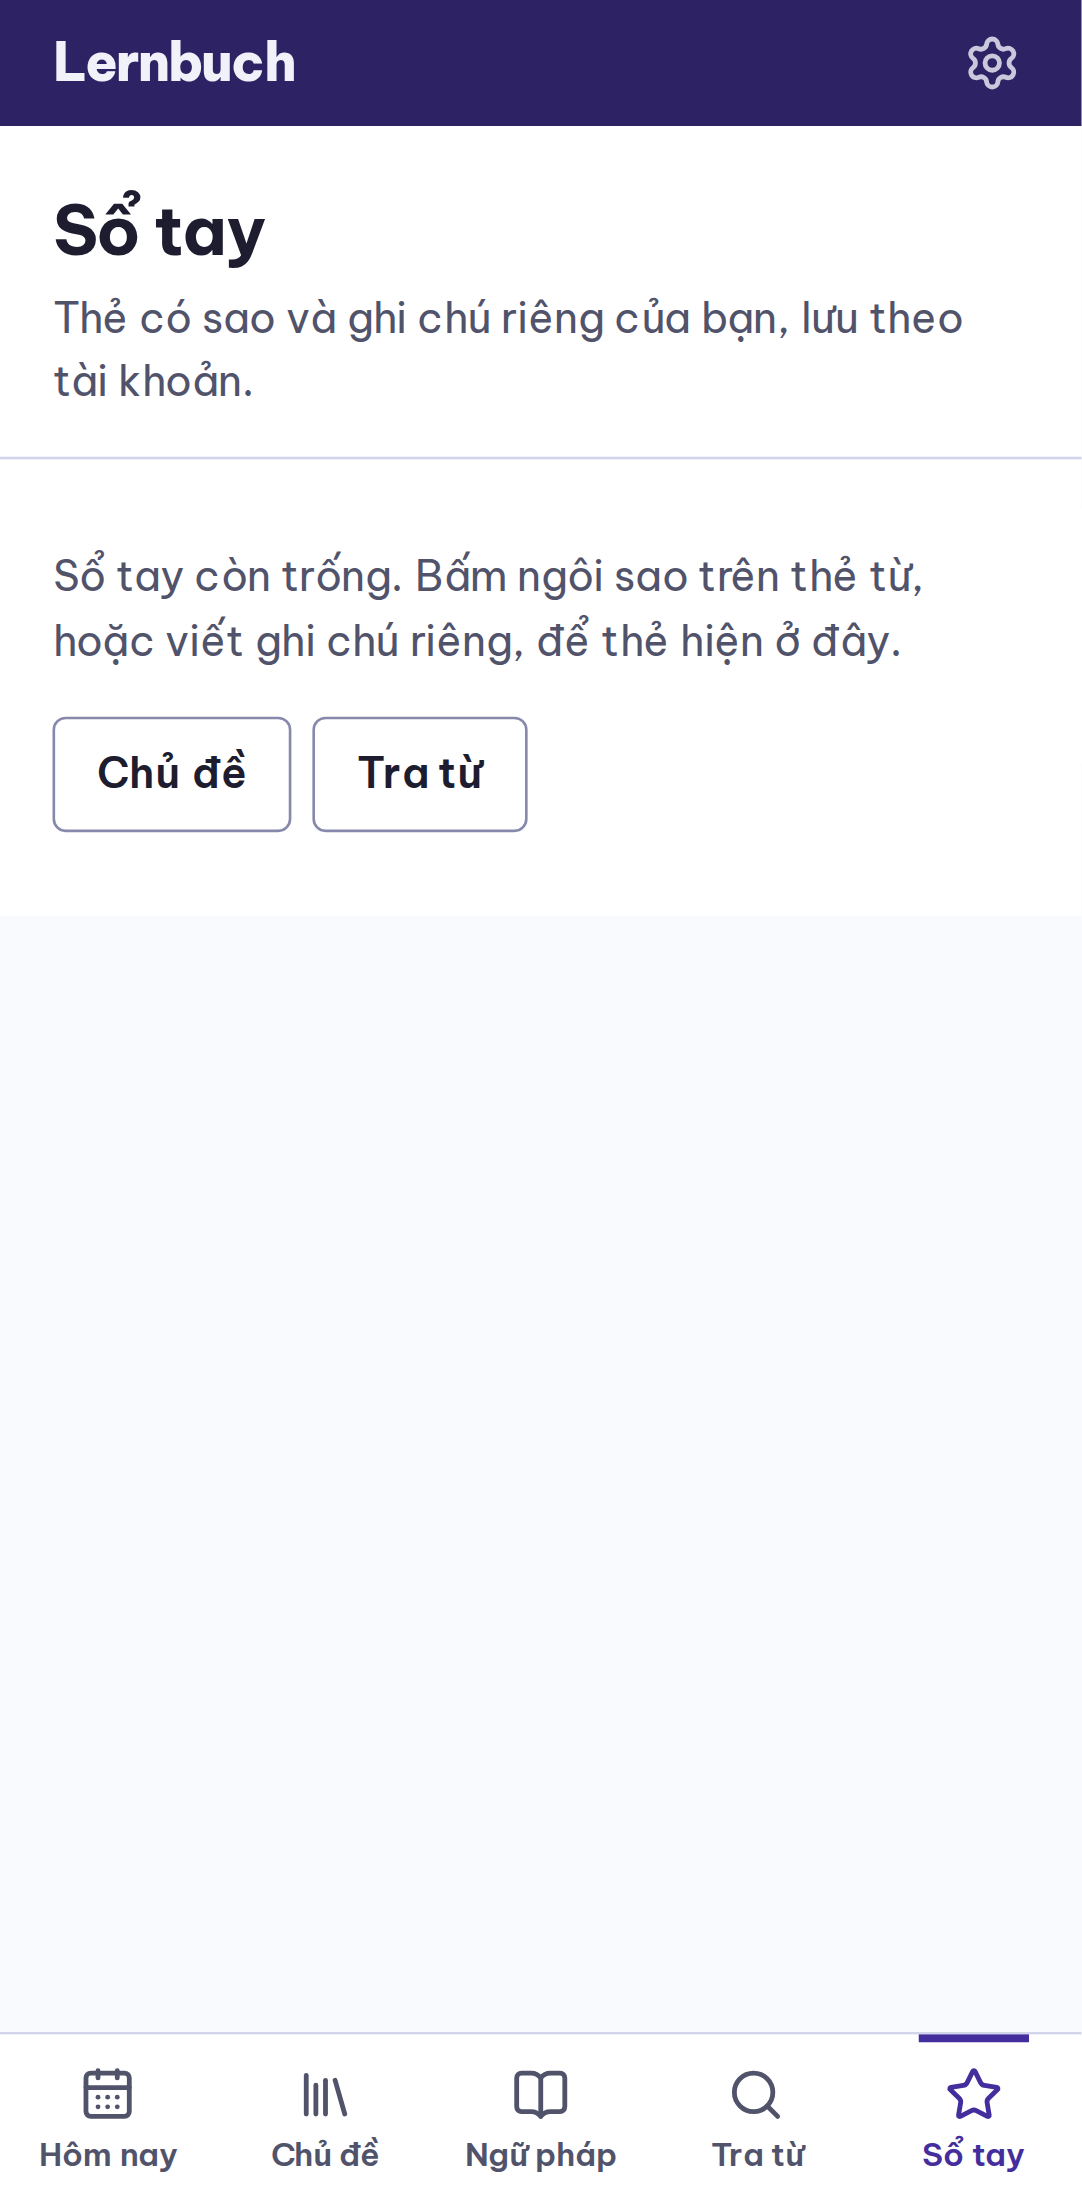 Lernbuch
Sổ tay
Thẻ có sao và ghi chú riêng của bạn, lưu theo
tài khoản.
Sổ tay còn trống. Bấm ngôi sao trên thẻ từ,
hoặc viết ghi chú riêng, để thẻ hiện ở đây.
Chủ đề
Tra từ
Hôm nay
Chủ đề
Ngữ pháp
Tra từ
Sổ tay